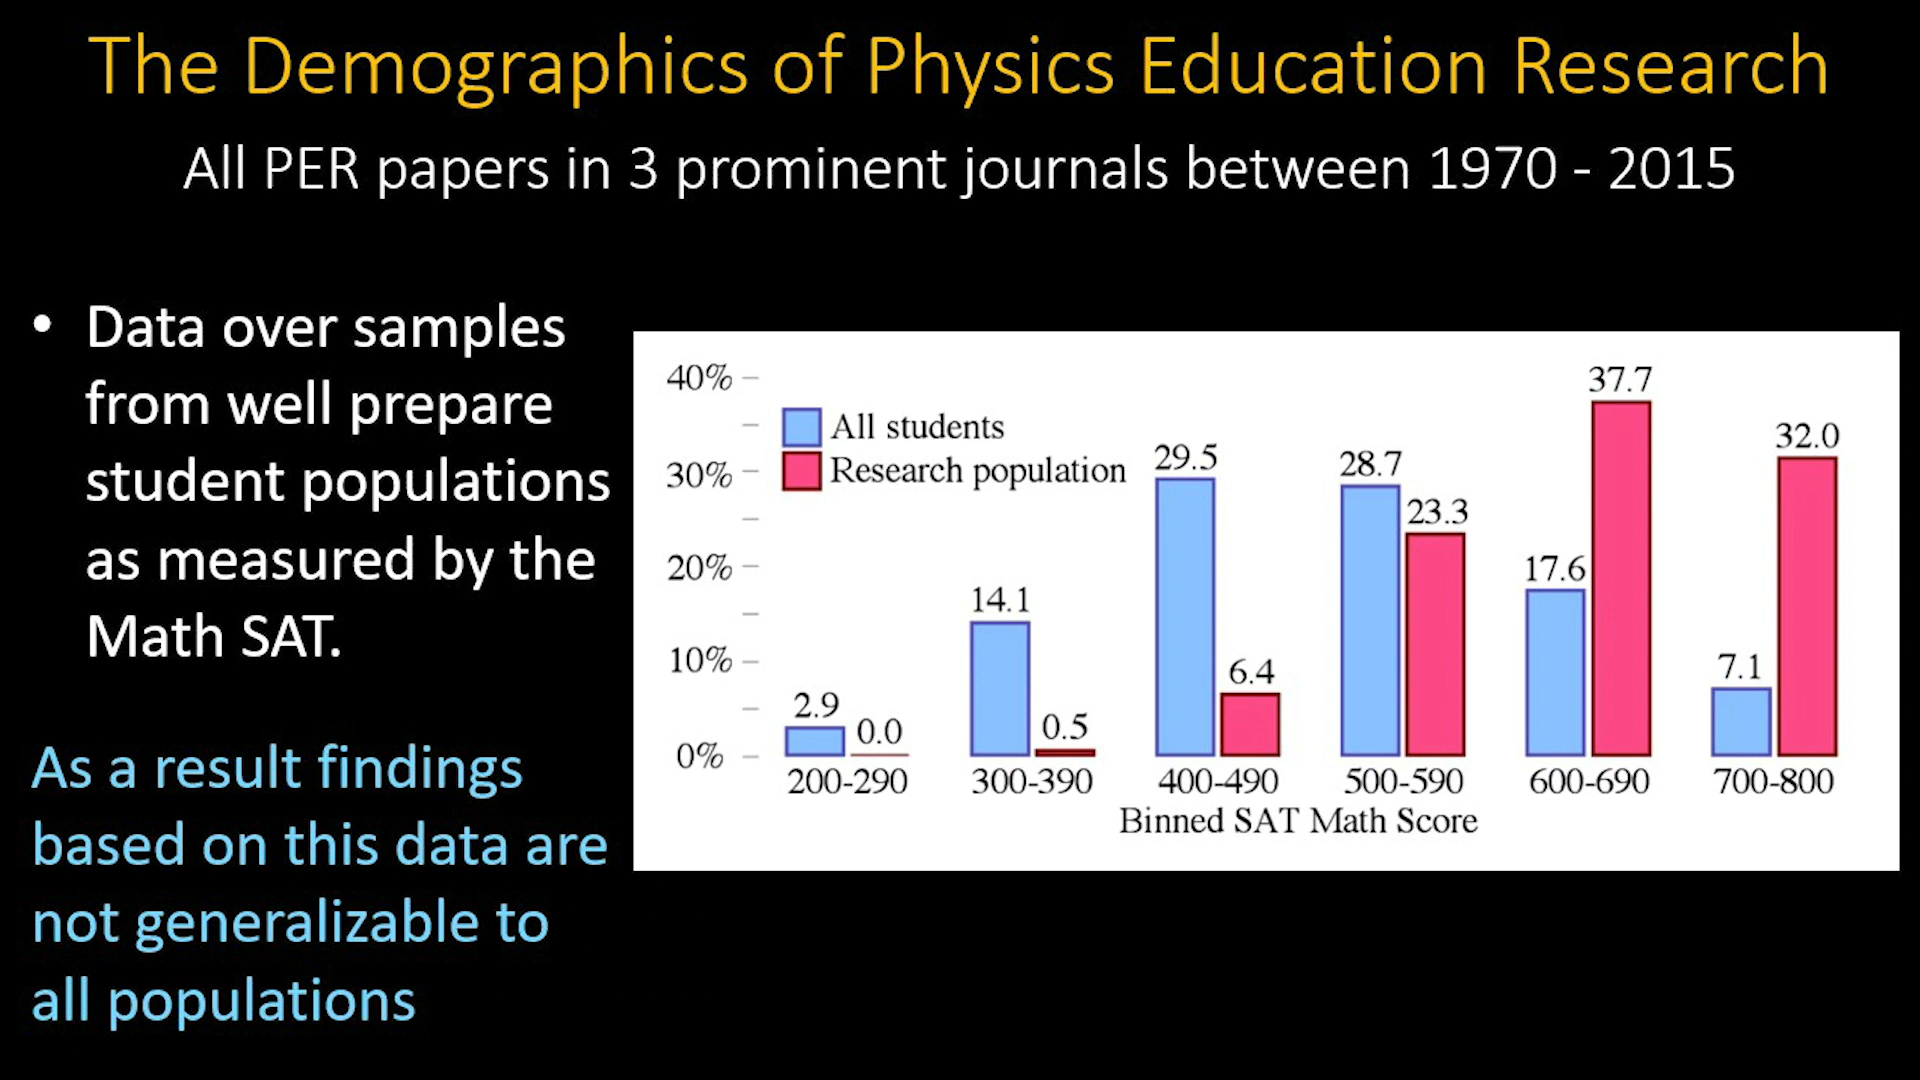 The Demographics of Physics Education Research
All PER papers in 3 prominent journals between 1970 - 2015
• Data over samples
from well prepare
student populations
as measured by the
Math SAT.
As a result findings
based on this data are
not generalizable to
all populations
40%
30%
20%
10%
0%
All students
Research population
2.9
0.0
14.1
0.5
29.5
6.4
28.7
23.3
17.6
37.7
7.1
32.0
200-290 300-390 400-490 500-590 600-690 700-800
Binned SAT Math Score